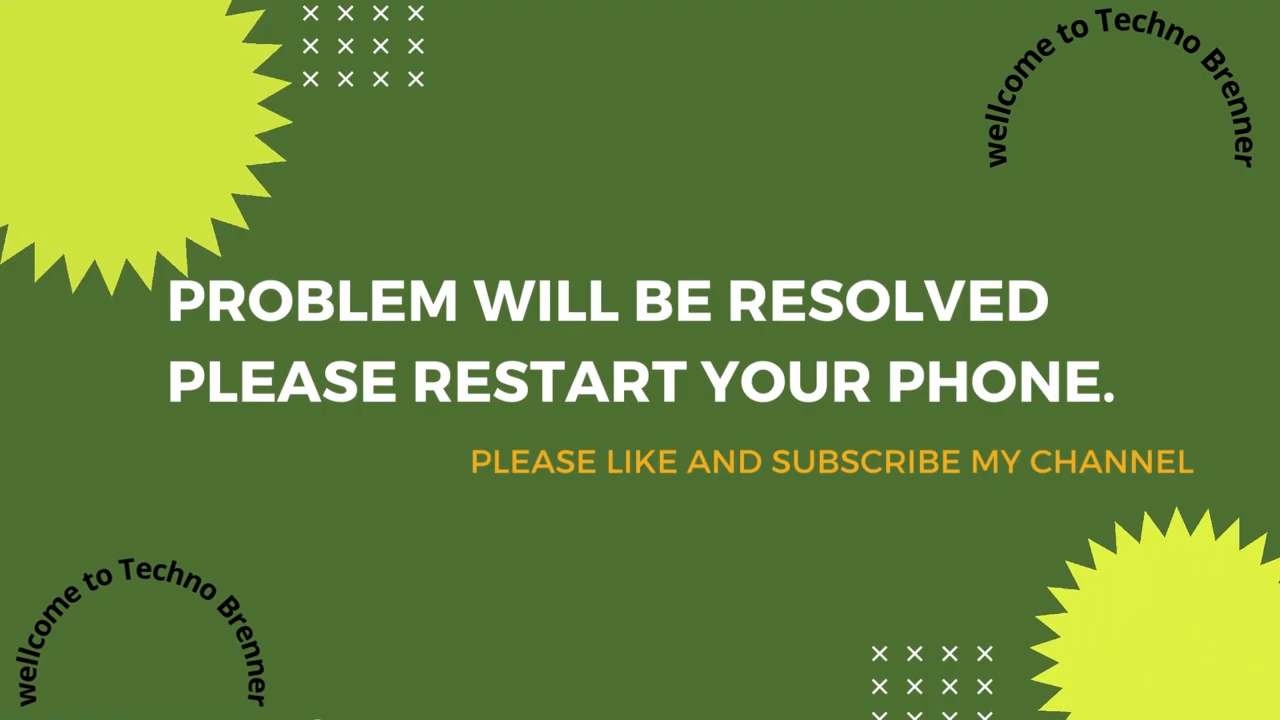 wellcome to Techno Brenner
PROBLEM WILL BE RESOLVED
PLEASE RESTART YOUR PHONE.
PLEASE LIKE AND SUBSCRIBE MY CHANNEL
wellcome to Techno Brenner